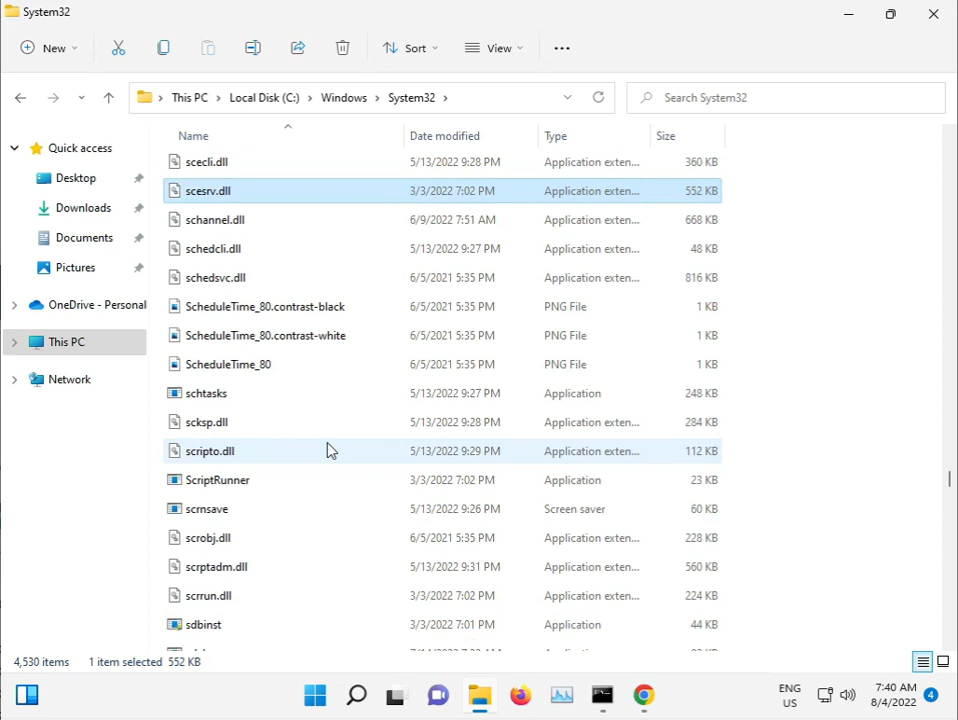 System32
New Sort View
This PC Local Disk (C:) Windows System32 Search System32
Name Date modified Type Size
Quick access
Desktop
Downloads
Documents
Pictures
OneDrive - Personal
This PC
Network
scecli.dll 5/13/2022 9:28 PM Application exten... 360 KB
scesrv.dll 3/3/2022 7:02 PM Application exten... 552 KB
schannel.dll 6/9/2022 7:51 AM Application exten... 668 KB
schedcli.dll 5/13/2022 9:27 PM Application exten... 48 KB
schedsvc.dll 6/5/2021 5:35 PM Application exten... 816 KB
ScheduleTime_80.contrast-black 6/5/2021 5:35 PM PNG File 1 KB
ScheduleTime_80.contrast-white 6/5/2021 5:35 PM PNG File 1 KB
ScheduleTime_80 6/5/2021 5:35 PM PNG File 1 KB
schtasks 5/13/2022 9:27 PM Application 248 KB
scksp.dll 5/13/2022 9:28 PM Application exten... 284 KB
scripto.dll 5/13/2022 9:29 PM Application exten... 112 KB
ScriptRunner 3/3/2022 7:02 PM Application 23 KB
scrnsave 5/13/2022 9:26 PM Screen saver 60 KB
scrobj.dll 6/5/2021 5:35 PM Application exten... 228 KB
scrptadm.dll 5/13/2022 9:31 PM Application exten... 560 KB
scrrun.dll 3/3/2022 7:02 PM Application exten... 224 KB
sdbinst 3/3/2022 7:01 PM Application 44 KB
4,530 items 1 item selected 552 KB
ENG
US
7:40 AM
8/4/2022
4